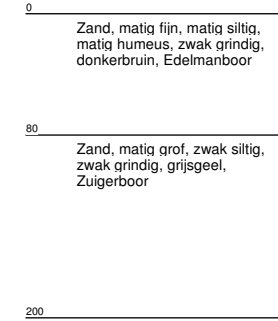 0
Zand, matig fijn, matig siltig,
matig humeus, zwak grindig,
donkerbruin, Edelmanboor
80
Zand, matig grof, zwak siltig,
zwak grindig, grijsgeel,
Zuigerboor
200